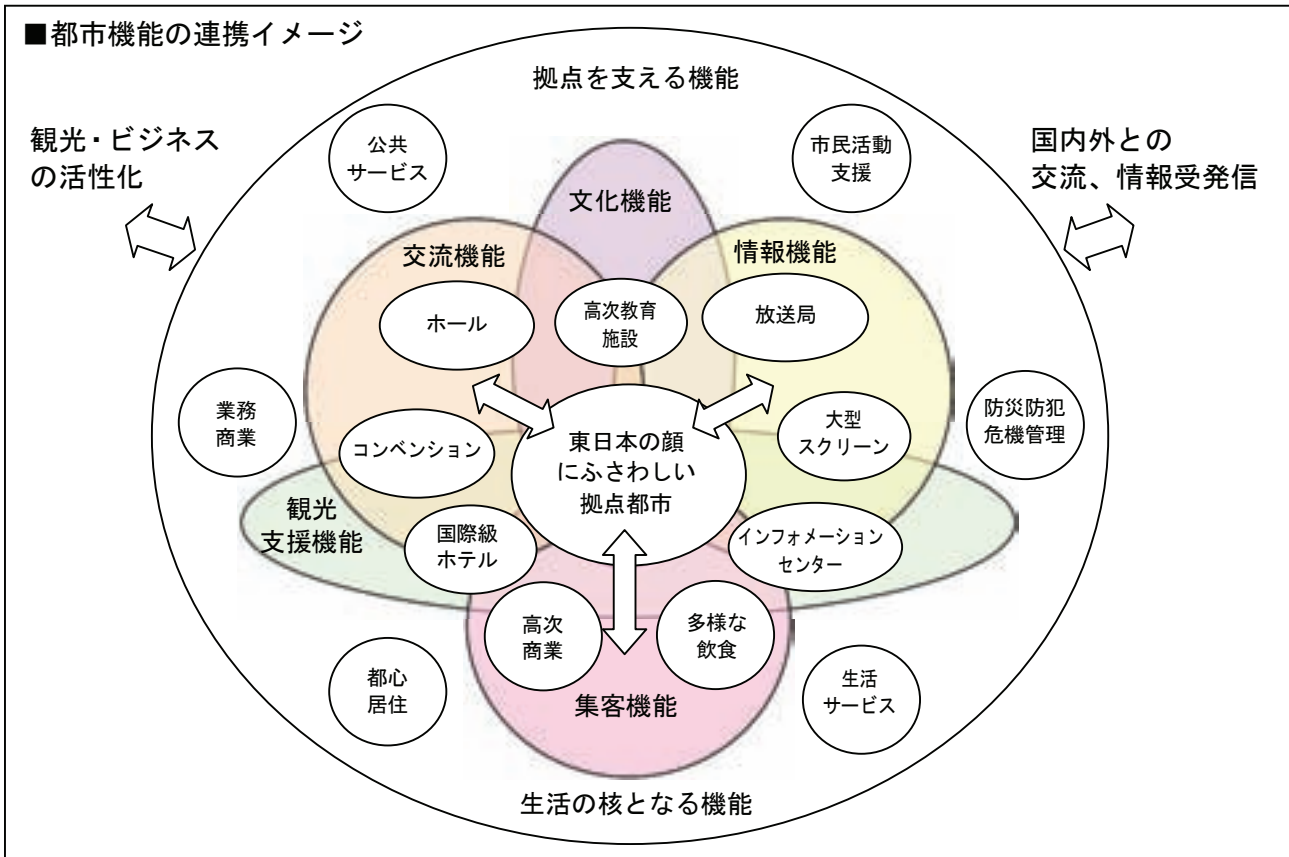 ■都市機能の連携イメージ
拠点を支える機能
観光・ビジネス
の活性化
国内外との
交流、情報受発信
公共
サービス
市民活動
支援
文化機能
交流機能
情報機能
ホール
高次教育
施設
放送局
業務
商業
コンベンション
東日本の顔
にふさわしい
拠点都市
大型
スクリーン
防災防犯
危機管理
観光
支援機能
国際級
ホテル
インフォメーション
センター
高次
商業
多様な
飲食
都心
居住
集客機能
生活
サービス
生活の核となる機能